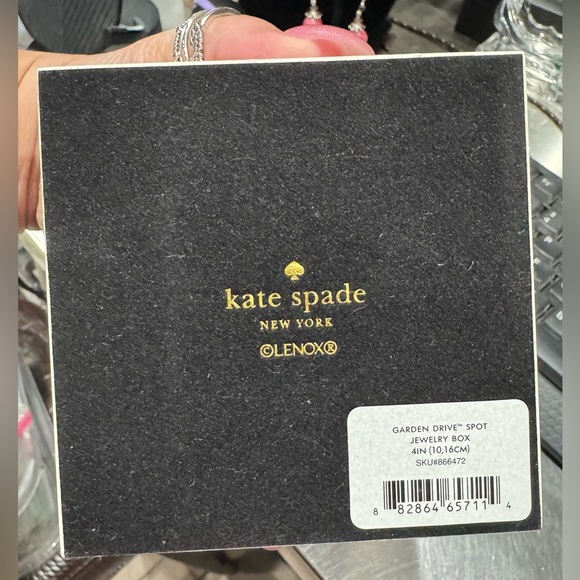 kate spade
NEW YORK
©LENOX®
GARDEN DRIVE™ SPOT
JEWELRY BOX
4IN (10,16CM)
SKU#866472
8 82864 65711 4